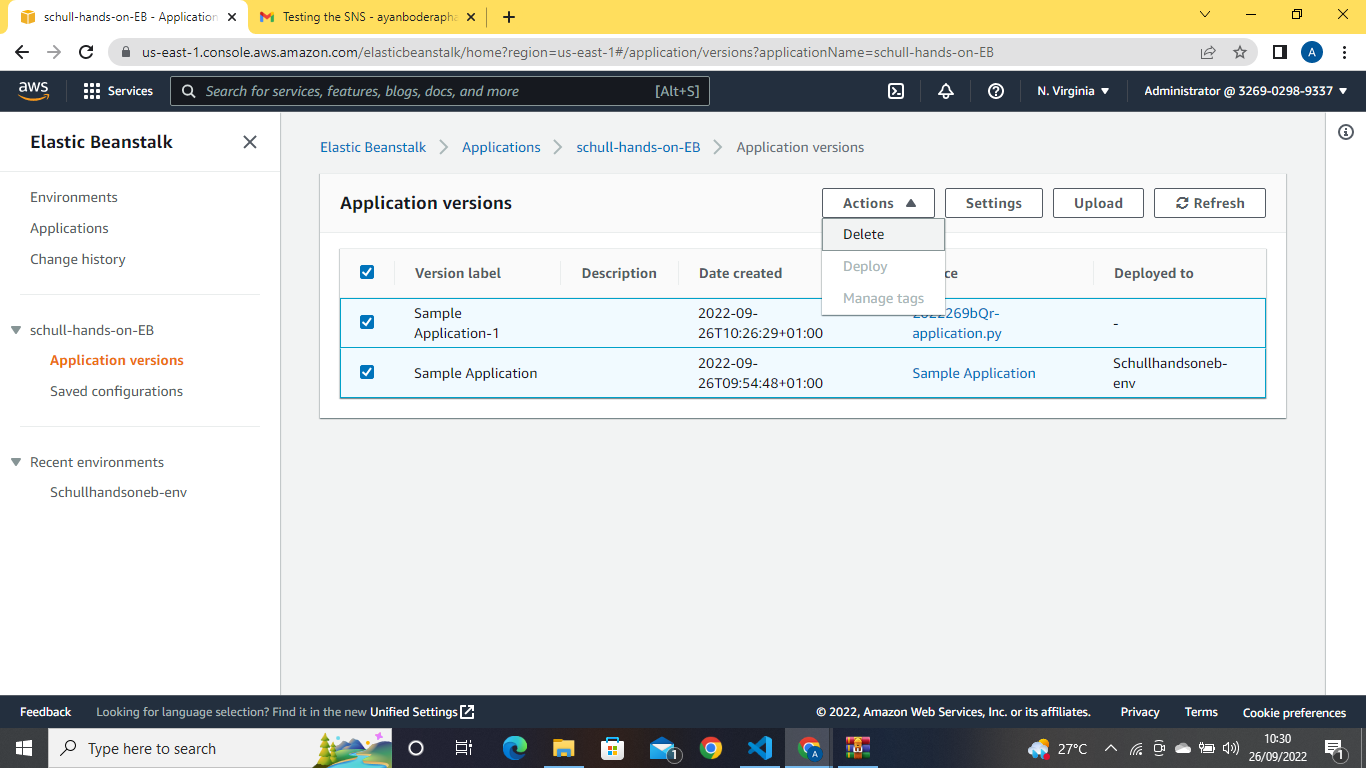 schull-hands-on-EB - Application
Testing the SNS - ayanboderapha
us-east-1.console.aws.amazon.com/elasticbeanstalk/home?region=us-east-1#/application/versions?applicationName=schull-hands-on-EB
A
aws
Services
Search for services, features, blogs, docs, and more
[Alt+S]
N. Virginia
Administrator @ 3269-0298-9337
Elastic Beanstalk
Environments
Applications
Change history
schull-hands-on-EB
Application versions
Saved configurations
Recent environments
Schullhandsoneb-env
Elastic Beanstalk
Applications
schull-hands-on-EB
Application versions
Application versions
Actions
Settings
Upload
Refresh
Delete
Deploy
Manage tags
Version label
Description
Date created
ce
Deployed to
Sample
Application-1
2022-09-
26T10:26:29+01:00
2022269bQr-
application.py
-
Sample Application
2022-09-
26T09:54:48+01:00
Sample Application
Schullhandsoneb-
env
Feedback
Looking for language selection? Find it in the new Unified Settings
© 2022, Amazon Web Services, Inc. or its affiliates.
Privacy
Terms
Cookie preferences
Type here to search
1
A
27°C
10:30
26/09/2022
1